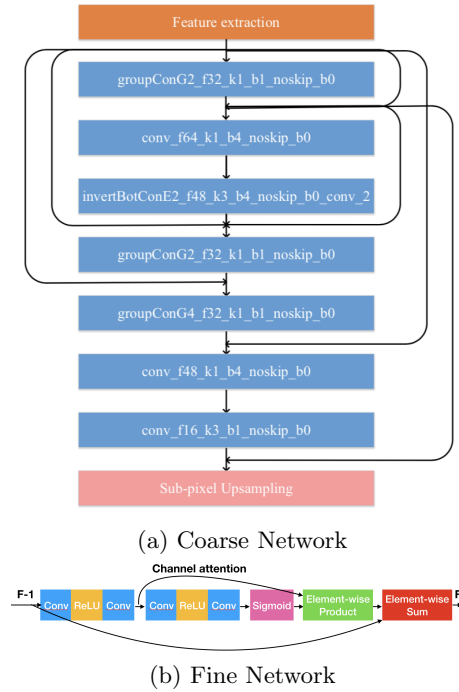 Feature extraction
groupConG2_f32_k1_b1_noskip_b0
conv_f64_k1_b4_noskip_b0
invertBotConE2_f48_k3_b4_noskip_b0_conv_2
groupConG2_f32_k1_b1_noskip_b0
groupConG4_f32_k1_b1_noskip_b0
conv_f48_k1_b4_noskip_b0
conv_f16_k3_b1_noskip_b0
Sub-pixel Upsampling
(a) Coarse Network
Channel attention
F-1
Conv ReLU Conv
Conv ReLU Conv
Sigmoid
Element-wise
Product
Element-wise
Sum
F
(b) Fine Network